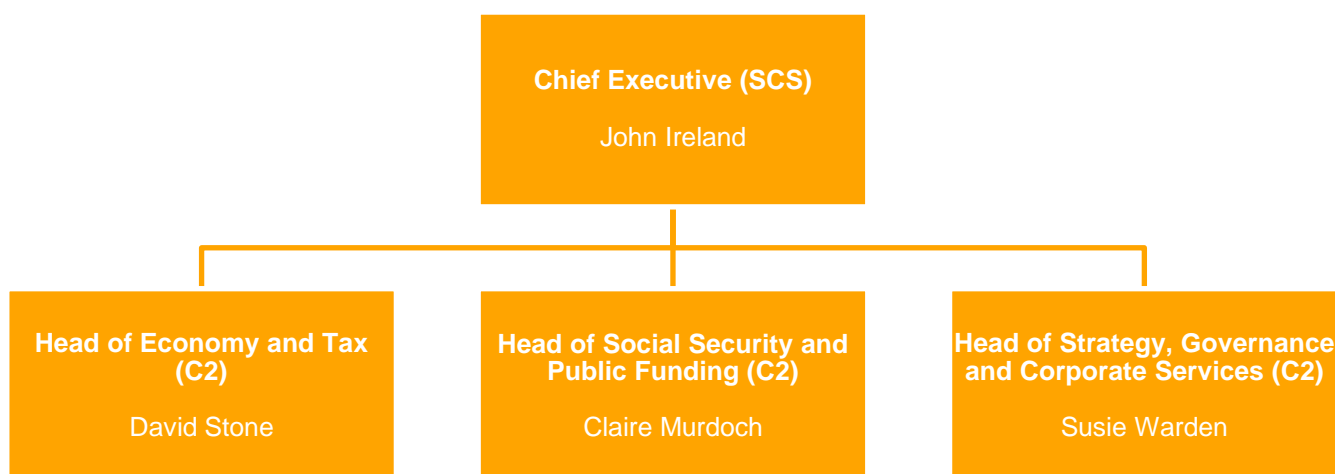 Chief Executive (SCS)
John Ireland
Head of Economy and Tax
(C2)
David Stone
Head of Social Security and
Public Funding (C2)
Claire Murdoch
Head of Strategy, Governance
and Corporate Services (C2)
Susie Warden